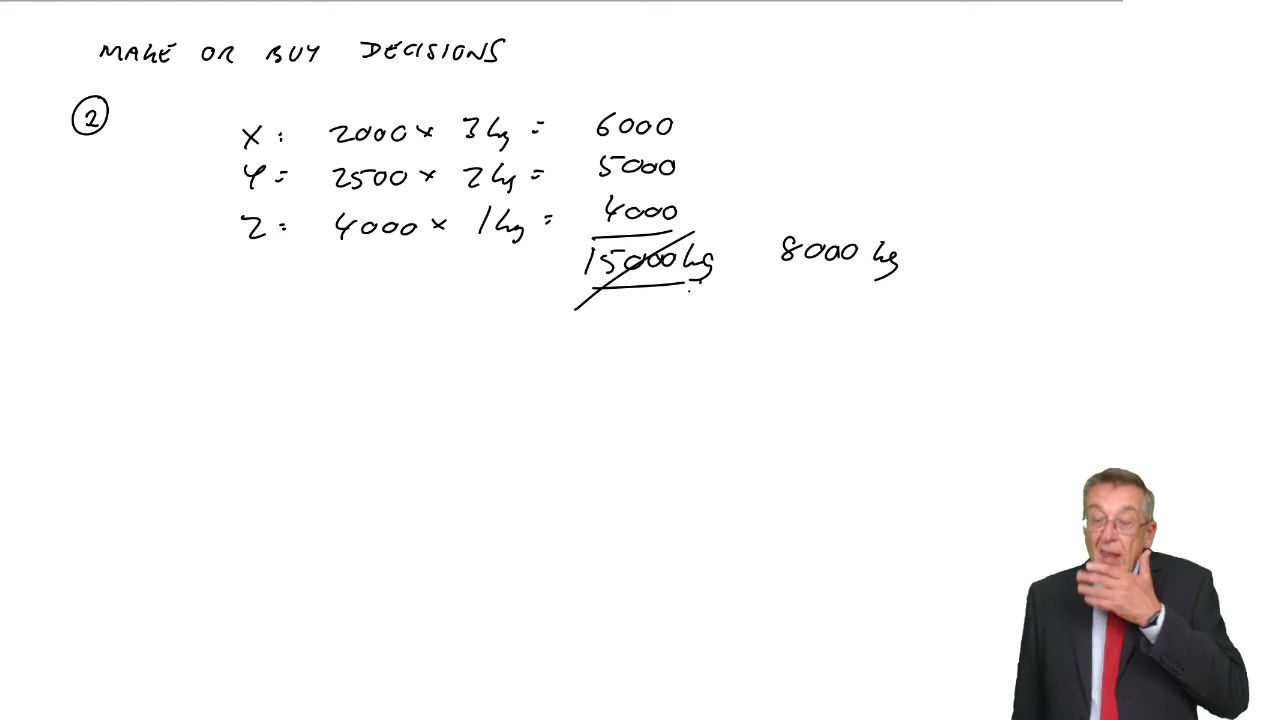 MAKE OR BUY DECISIONS
2
X: 2000 × 3kg = 6000
Y= 2500 × 2kg = 5000
Z= 4000 × 1kg = 4000
15000kg 8000 kg